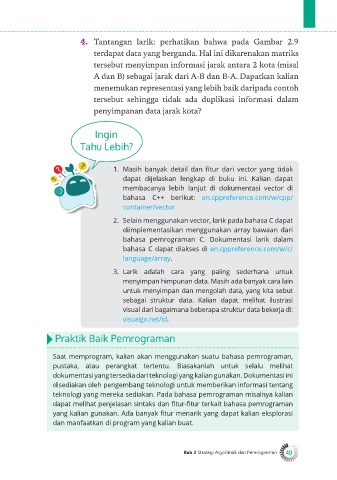 4. Tantangan larik: perhatikan bahwa pada Gambar 2.9
terdapat data yang berganda. Hal ini dikarenakan matriks
tersebut menyimpan informasi jarak antara 2 kota (misal
A dan B) sebagai jarak dari A-B dan B-A. Dapatkan kalian
menemukan representasi yang lebih baik daripada contoh
tersebut sehingga tidak ada duplikasi informasi dalam
penyimpanan data jarak kota?
Ingin
Tahu Lebih?
1. Masih banyak detail dan fitur dari vector yang tidak
dapat dijelaskan lengkap di buku ini. Kalian dapat
membacanya lebih lanjut di dokumentasi vector di
bahasa C++ berikut: en.cppreference.com/w/cpp/
container/vector
2. Selain menggunakan vector, larik pada bahasa C dapat
diimplementasikan menggunakan array bawaan dari
bahasa pemrograman C. Dokumentasi larik dalam
bahasa C dapat diakses di en.cppreference.com/w/c/
language/array.
3. Larik adalah cara yang paling sederhana untuk
menyimpan himpunan data. Masih ada banyak cara lain
untuk menyimpan dan mengolah data, yang kita sebut
sebagai struktur data. Kalian dapat melihat ilustrasi
visual dari bagaimana beberapa struktur data bekerja di:
visualgo.net/id.
Praktik Baik Pemrograman
Saat memprogram, kalian akan menggunakan suatu bahasa pemrograman,
pustaka, atau perangkat tertentu. Biasakanlah untuk selalu melihat
dokumentasi yang tersedia dari teknologi yang kalian gunakan. Dokumentasi ini
disediakan oleh pengembang teknologi untuk memberikan informasi tentang
teknologi yang mereka sediakan. Pada bahasa pemrograman misalnya kalian
dapat melihat penjelasan sintaks dan fitur-fitur terkait bahasa pemrograman
yang kalian gunakan. Ada banyak fitur menarik yang dapat kalian eksplorasi
dan manfaatkan di program yang kalian buat.
Bab 2 Strategi Algoritmik dan Pemrograman 49